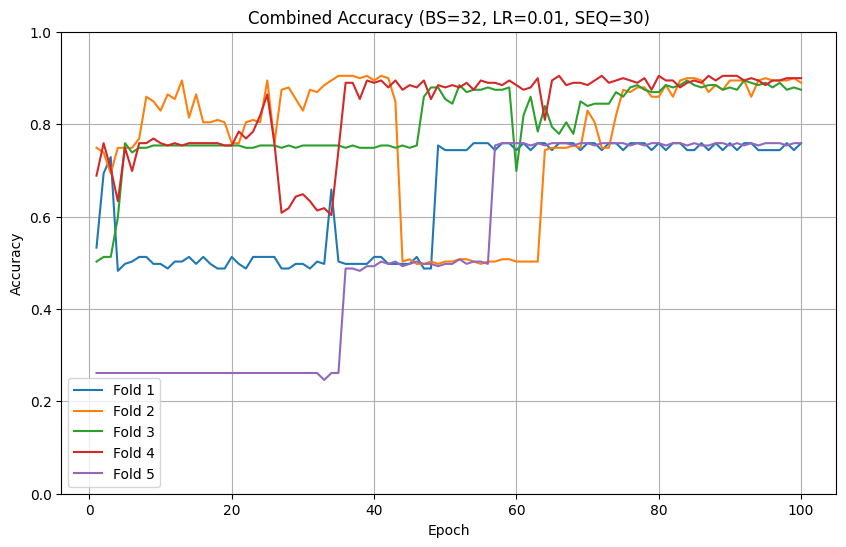 Combined Accuracy (BS=32, LR=0.01, SEQ=30)
1.0
0.8
0.6
0.4
0.2
0.0
Accuracy
Fold 1
Fold 2
Fold 3
Fold 4
Fold 5
0 20 40 60 80 100
Epoch